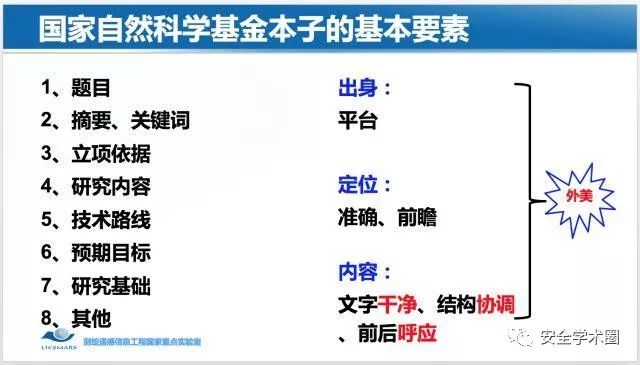 国家自然科学基金本子的基本要素
1、题目
2、摘要、关键词
3、立项依据
4、研究内容
5、技术路线
6、预期目标
7、研究基础
8、其他
出身：
平台
定位：
准确、前瞻
内容：
文字干净、结构协调
、前后呼应
外美
LIESMARS
测绘遥感信息工程国家重点实验室
安全学术圈